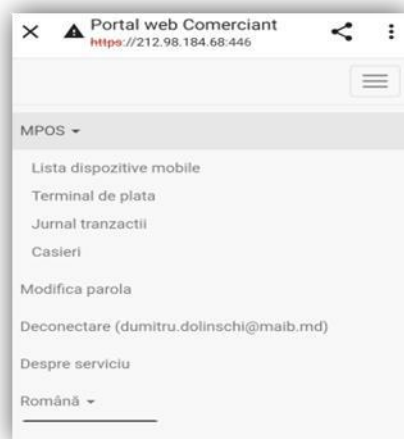 Portal web Comerciant
https://212.98.184.68:446
MPOS
Lista dispozitive mobile
Terminal de plata
Jurnal tranzactii
Casieri
Modifica parola
Deconectare (dumitru.dolinschi@maib.md)
Despre serviciu
Română